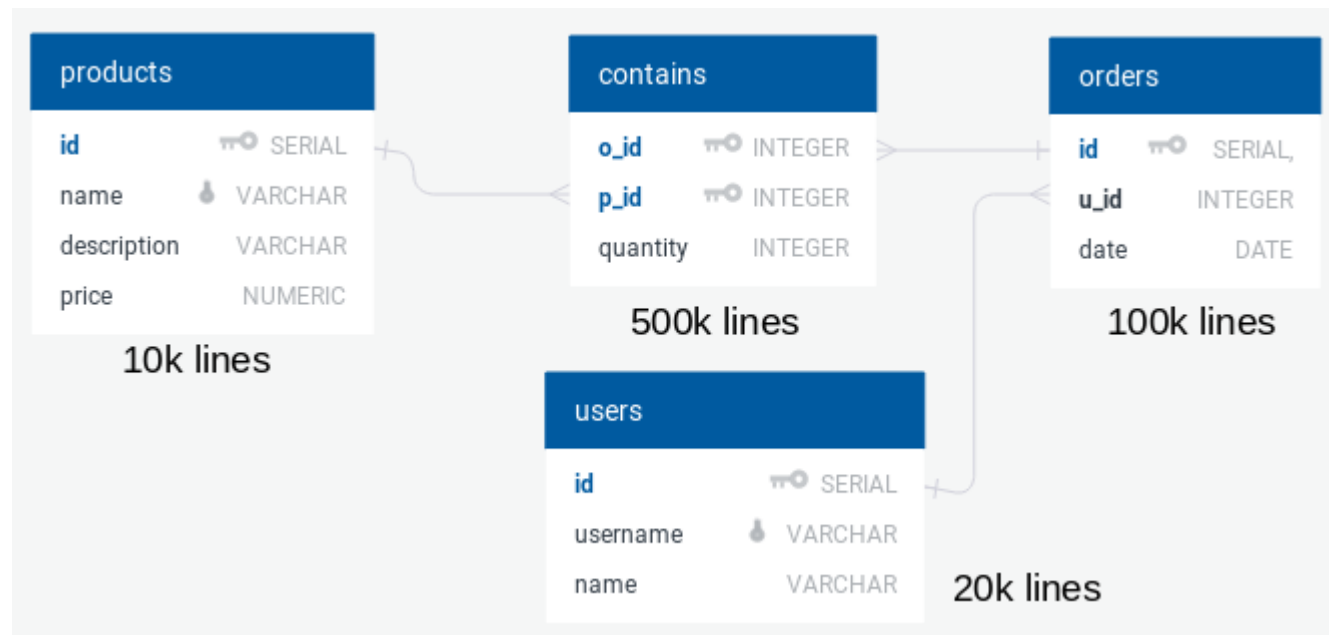 products
id SERIAL
name VARCHAR
description VARCHAR
price NUMERIC
10k lines
contains
o_id INTEGER
p_id INTEGER
quantity INTEGER
500k lines
orders
id SERIAL,
u_id INTEGER
date DATE
100k lines
users
id SERIAL
username VARCHAR
name VARCHAR
20k lines